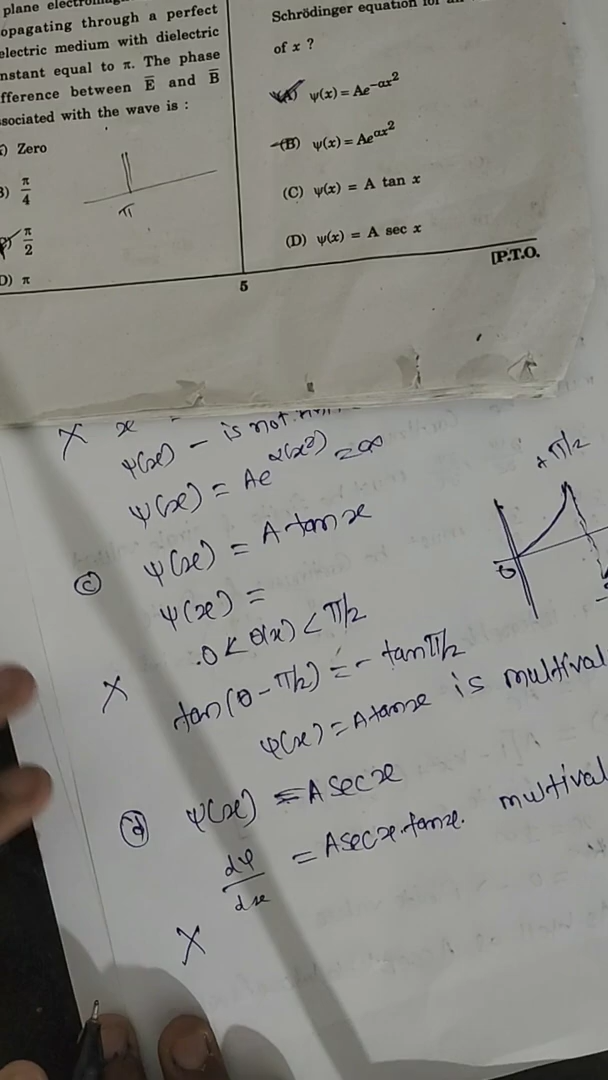 plane
opagating through a perfect
electric medium with dielectric
nstant equal to π. The phase
fference between E̅ and B̅
sociated with the wave is :
) Zero
3) π/4
π/2
D) π
π
Schrödinger equation
of x ?
(A) ψ(x) = Ae^{-αx²}
(B) ψ(x) = Ae^{αx²}
(C) ψ(x) = A tan x
(D) ψ(x) = A sec x
[P.T.O.
5
X x
ψ(x) - is not
ψ(x) = Ae^{α(x²)} = ∞
(c) ψ(x) = A tan x
ψ(x) =
0 < θ(x) < π/2
X tan(θ - π/2) = - tan π/2
ψ(x) = A tan x is multival
(d) ψ(x) = A sec x
dψ/dx = A sec x . tan x. multival
X
π/2
0